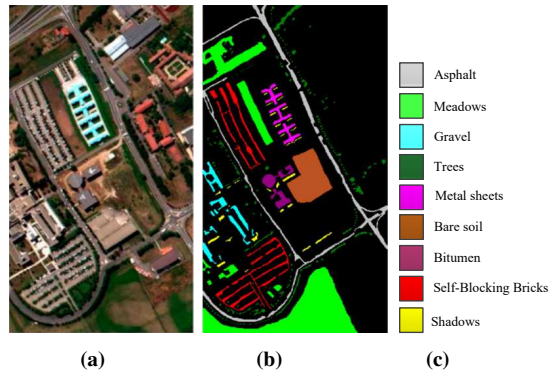 Asphalt
Meadows
Gravel
Trees
Metal sheets
Bare soil
Bitumen
Self-Blocking Bricks
Shadows
(a) (b) (c)